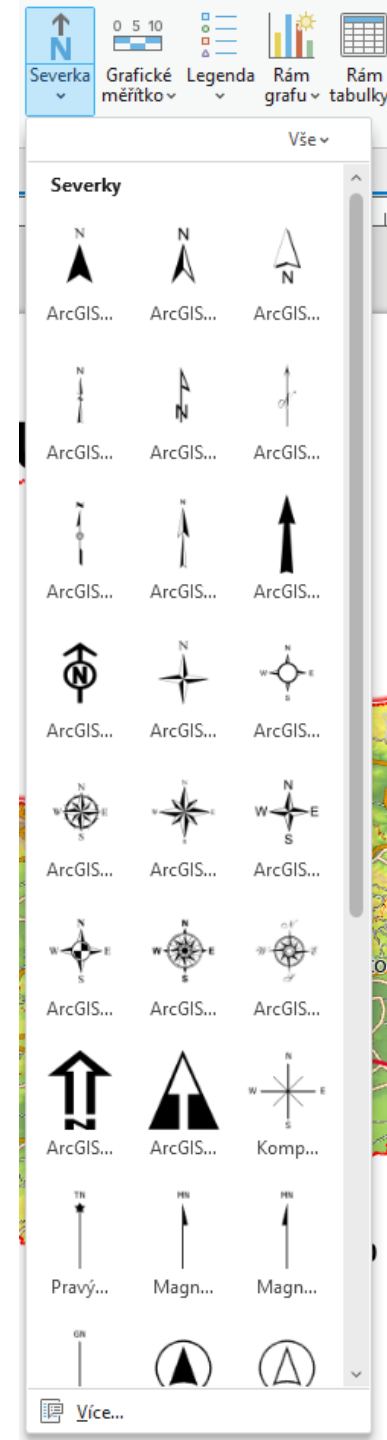 0 5 10
N
Severka
Grafické měřítko
Legenda
Rám grafu
Rám tabulky
Vše
Severky
N N N
ArcGIS... ArcGIS... ArcGIS...
N N
ArcGIS... ArcGIS... ArcGIS...
N N
ArcGIS... ArcGIS... ArcGIS...
N N N W E S
ArcGIS... ArcGIS... ArcGIS...
N W E S N W E S
ArcGIS... ArcGIS... ArcGIS...
N W E S N W E S
ArcGIS... ArcGIS... ArcGIS...
N N W E S
ArcGIS... ArcGIS... Komp...
TN MN MN
Pravý... Magn... Magn...
GN
Více...